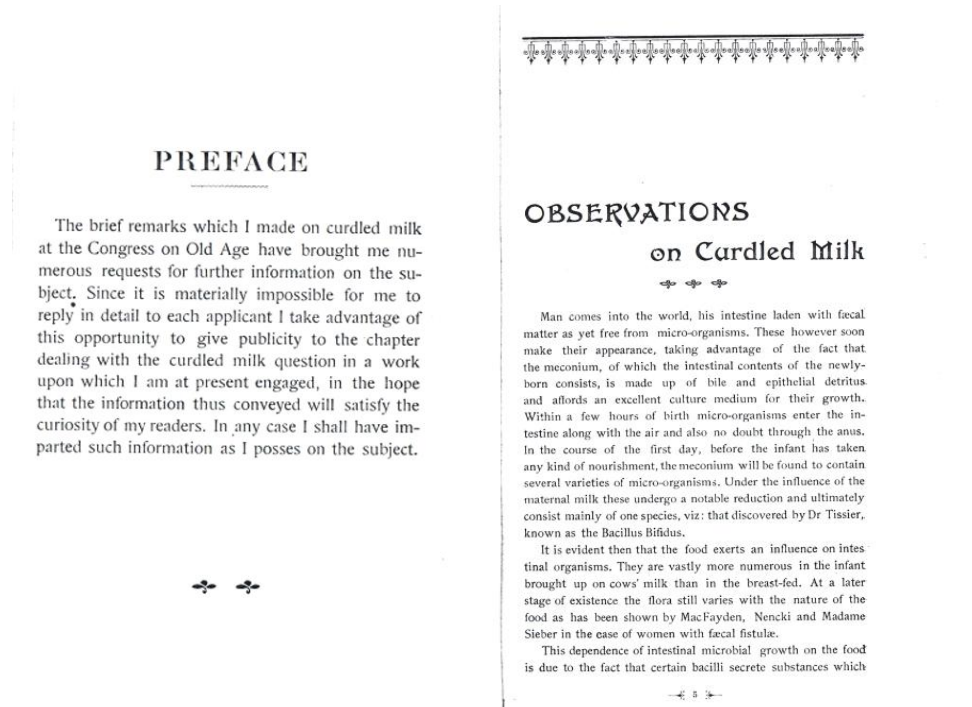 PREFACE
The brief remarks which I made on curdled milk
at the Congress on Old Age have brought me nu-
merous requests for further information on the su-
bject. Since it is materially impossible for me to
reply in detail to each applicant I take advantage of
this opportunity to give publicity to the chapter
dealing with the curdled milk question in a work
upon which I am at present engaged, in the hope
that the information thus conveyed will satisfy the
curiosity of my readers. In any case I shall have im-
parted such information as I posses on the subject.
OBSERVATIONS
on Curdled Milk
Man comes into the world, his intestine laden with fæcal
matter as yet free from micro-organisms. These however soon
make their appearance, taking advantage of the fact that
the meconium, of which the intestinal contents of the newly-
born consists, is made up of bile and epithelial detritus
and affords an excellent culture medium for their growth.
Within a few hours of birth micro-organisms enter the in-
testine along with the air and also no doubt through the anus.
In the course of the first day, before the infant has taken
any kind of nourishment, the meconium will be found to contain
several varieties of micro-organisms. Under the influence of the
maternal milk these undergo a notable reduction and ultimately
consist mainly of one species, viz: that discovered by Dr Tissier,
known as the Bacillus Bifidus.
It is evident then that the food exerts an influence on intes
tinal organisms. They are vastly more numerous in the infant
brought up on cows' milk than in the breast-fed. At a later
stage of existence the flora still varies with the nature of the
food as has been shown by MacFayden, Nencki and Madame
Sieber in the case of women with fæcal fistulæ.
This dependence of intestinal microbial growth on the food
is due to the fact that certain bacilli secrete substances which
5